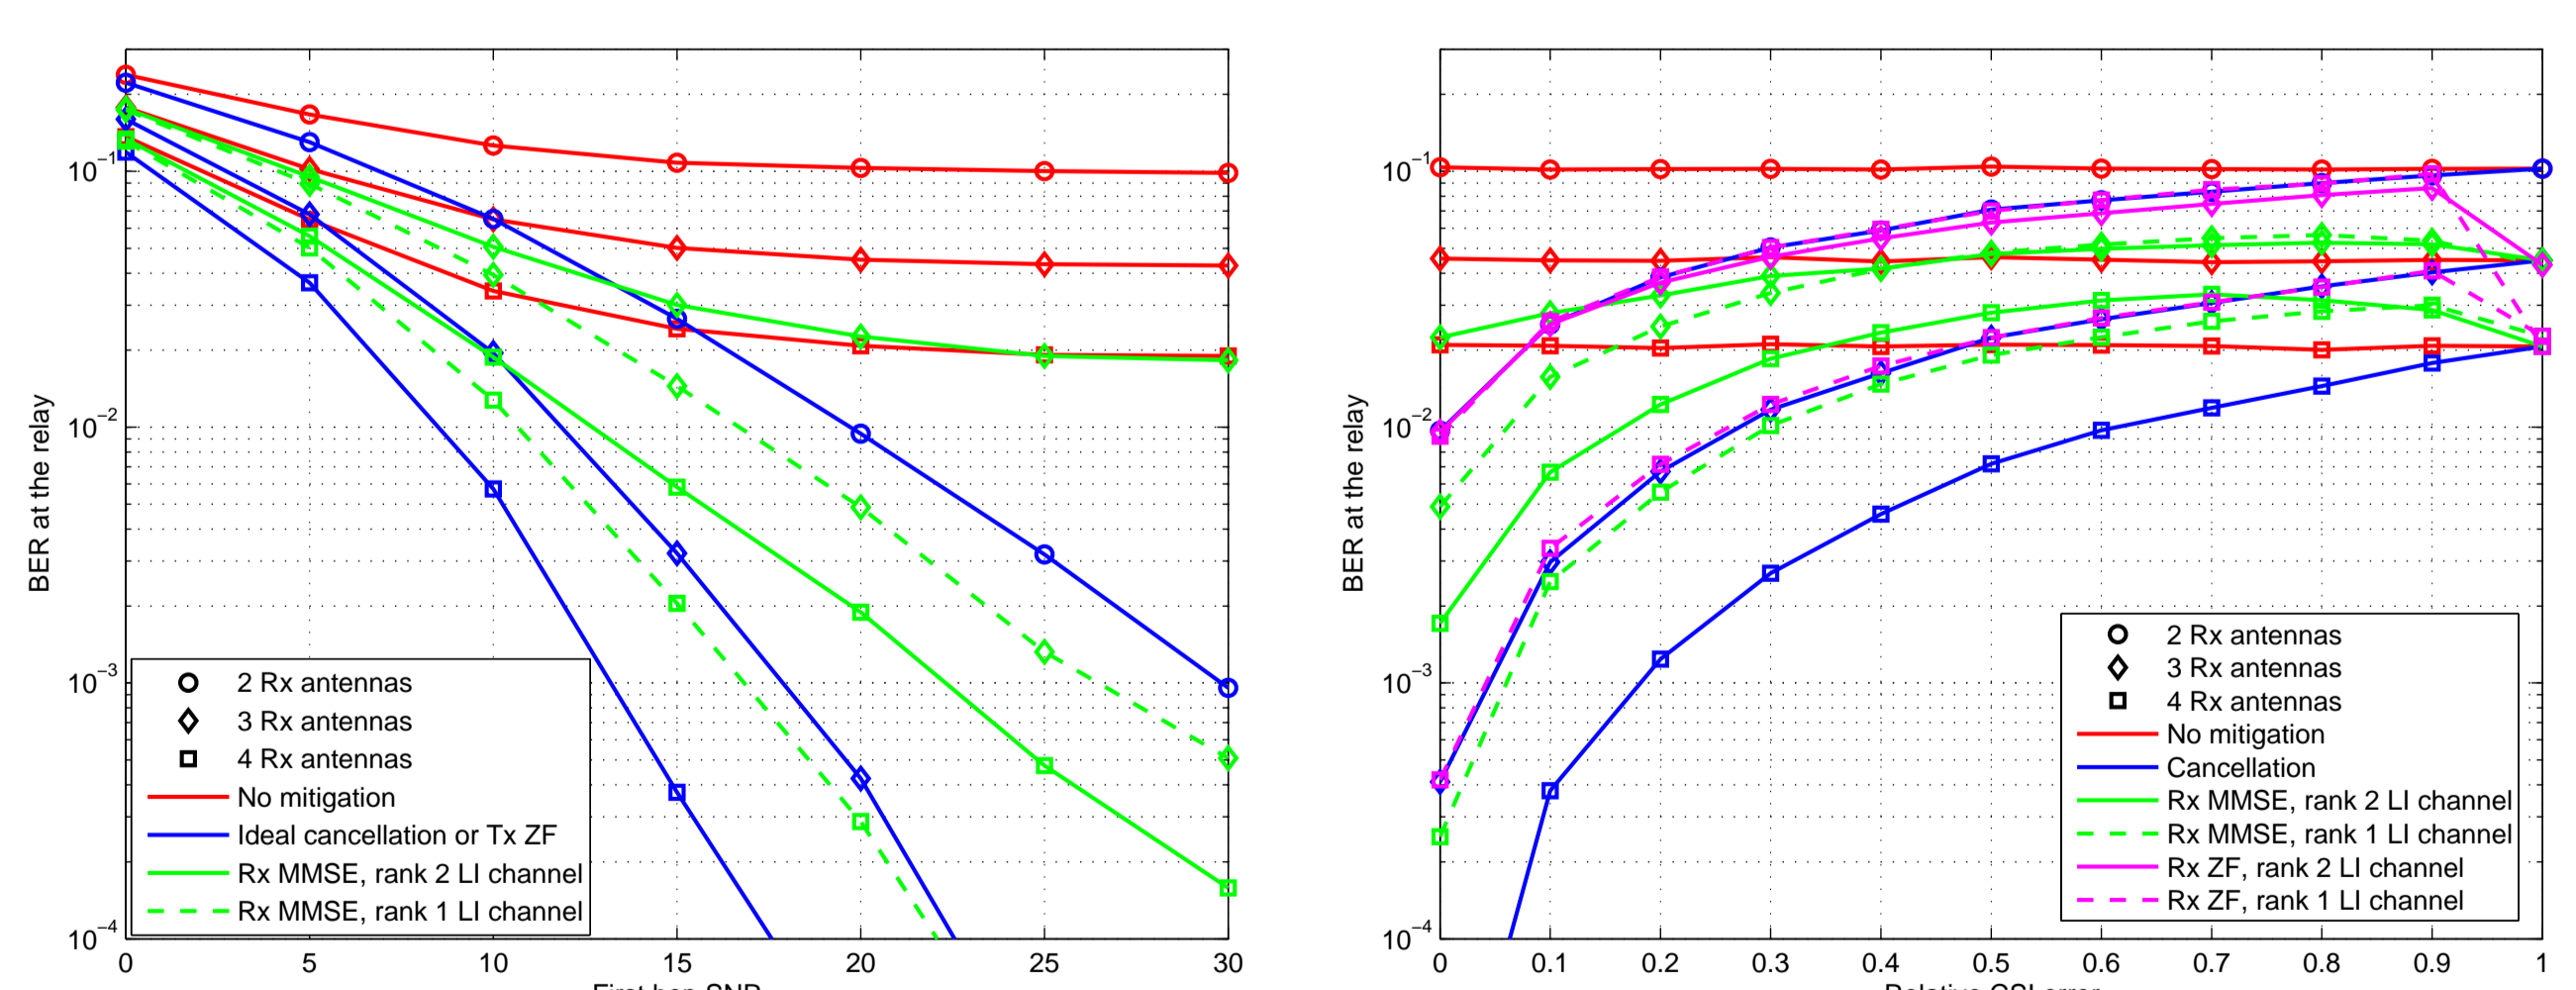 BER at the relay
10−1
10−2
10−3
10−4
2 Rx antennas
3 Rx antennas
4 Rx antennas
No mitigation
Ideal cancellation or Tx ZF
Rx MMSE, rank 2 LI channel
Rx MMSE, rank 1 LI channel
0 5 10 15 20 25 30
BER at the relay
10−1
10−2
10−3
10−4
2 Rx antennas
3 Rx antennas
4 Rx antennas
No mitigation
Cancellation
Rx MMSE, rank 2 LI channel
Rx MMSE, rank 1 LI channel
Rx ZF, rank 2 LI channel
Rx ZF, rank 1 LI channel
0 0.1 0.2 0.3 0.4 0.5 0.6 0.7 0.8 0.9 1